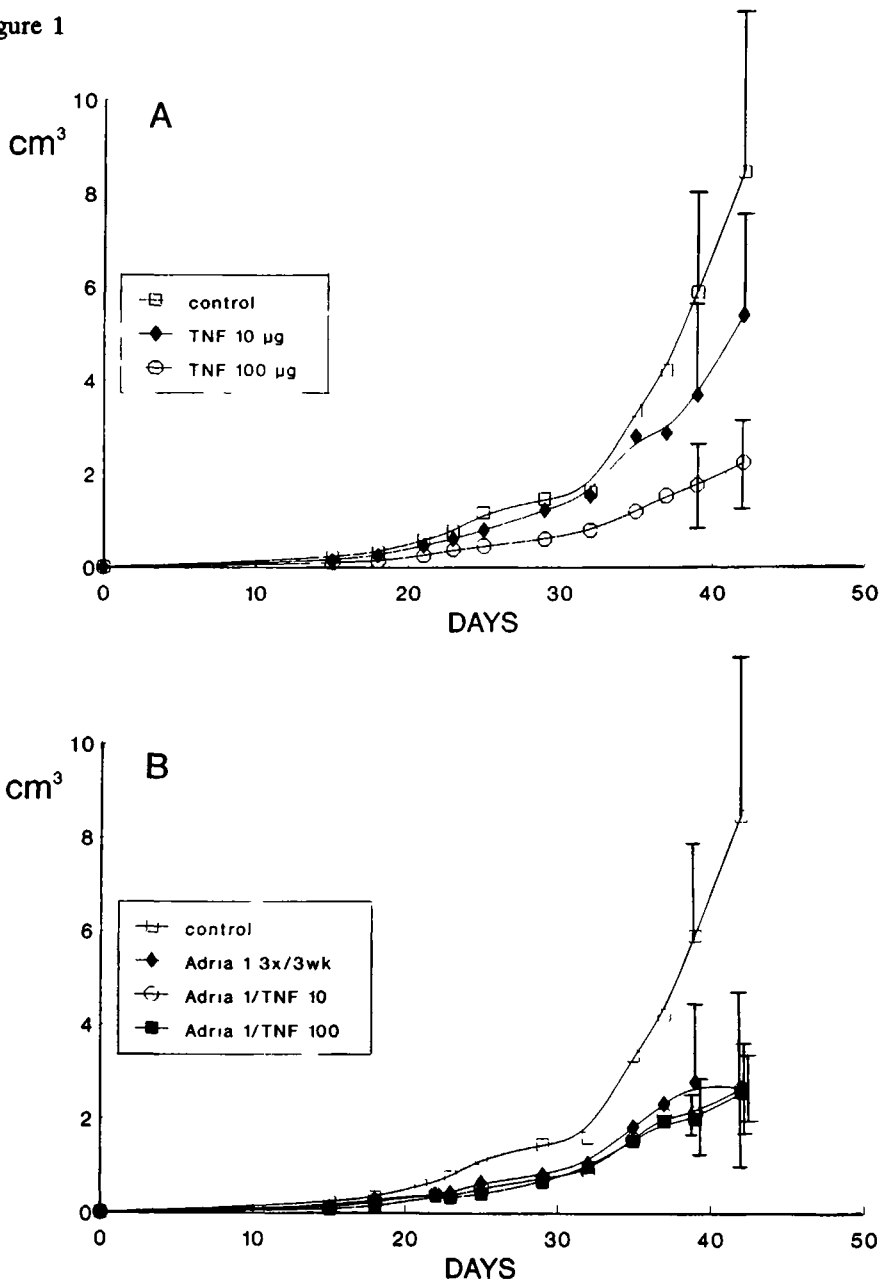 gure 1
A
cm³
10
8
6
4
2
0
control
TNF 10 µg
TNF 100 µg
0 10 20 30 40 50
DAYS
B
cm³
10
8
6
4
2
0
control
Adria 1 3x/3wk
Adria 1/TNF 10
Adria 1/TNF 100
0 10 20 30 40 50
DAYS